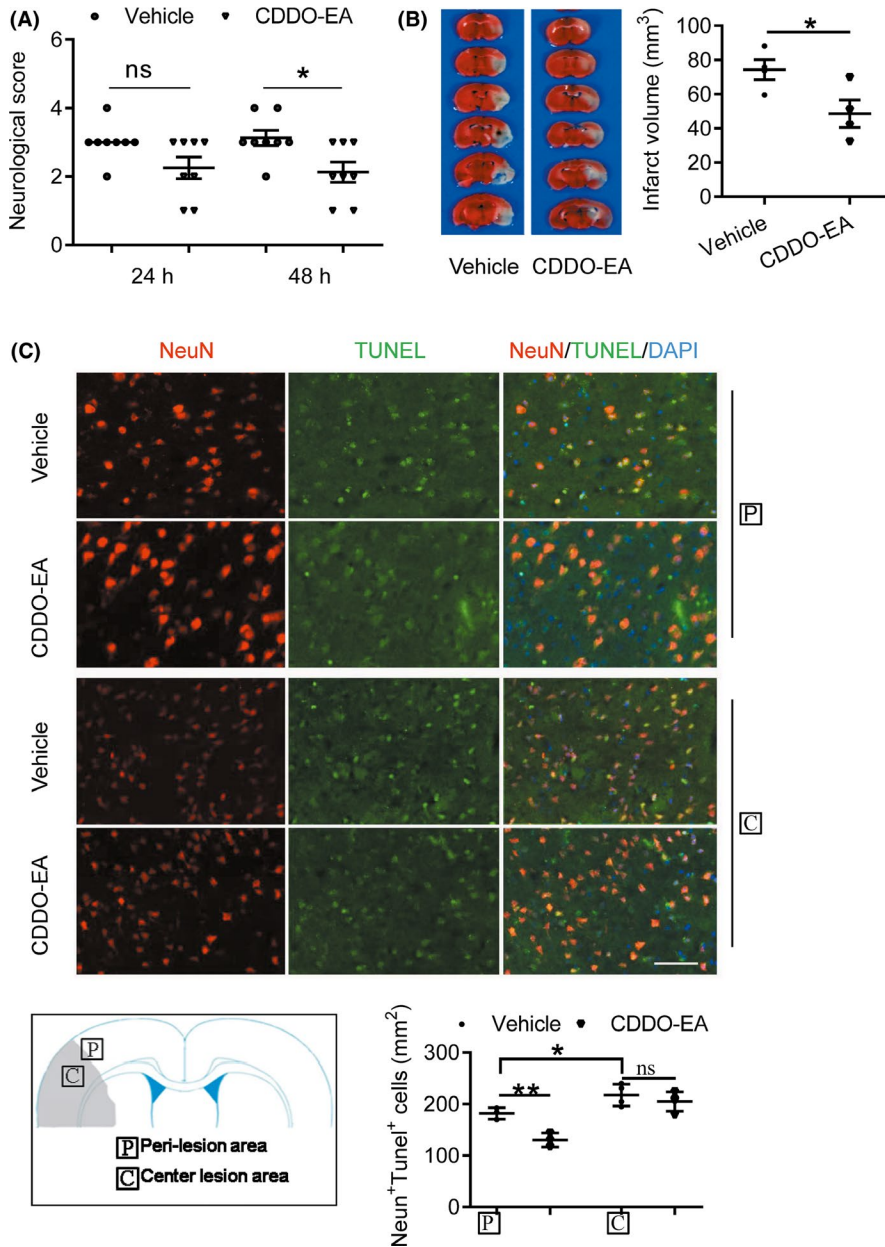 (A)
Vehicle CDDO-EA
Neurological score
6
4
2
0
ns
*
24 h 48 h
(B)
Vehicle CDDO-EA
Infarct volume (mm³)
100
80
60
40
20
0
*
Vehicle
CDDO-EA
(C)
NeuN TUNEL NeuN/TUNEL/DAPI
Vehicle
CDDO-EA
P
Vehicle
CDDO-EA
C
P
C
P Peri-lesion area
C Center lesion area
Vehicle CDDO-EA
Neun⁺Tunel⁺ cells (mm²)
300
200
100
0
*
**
ns
P C